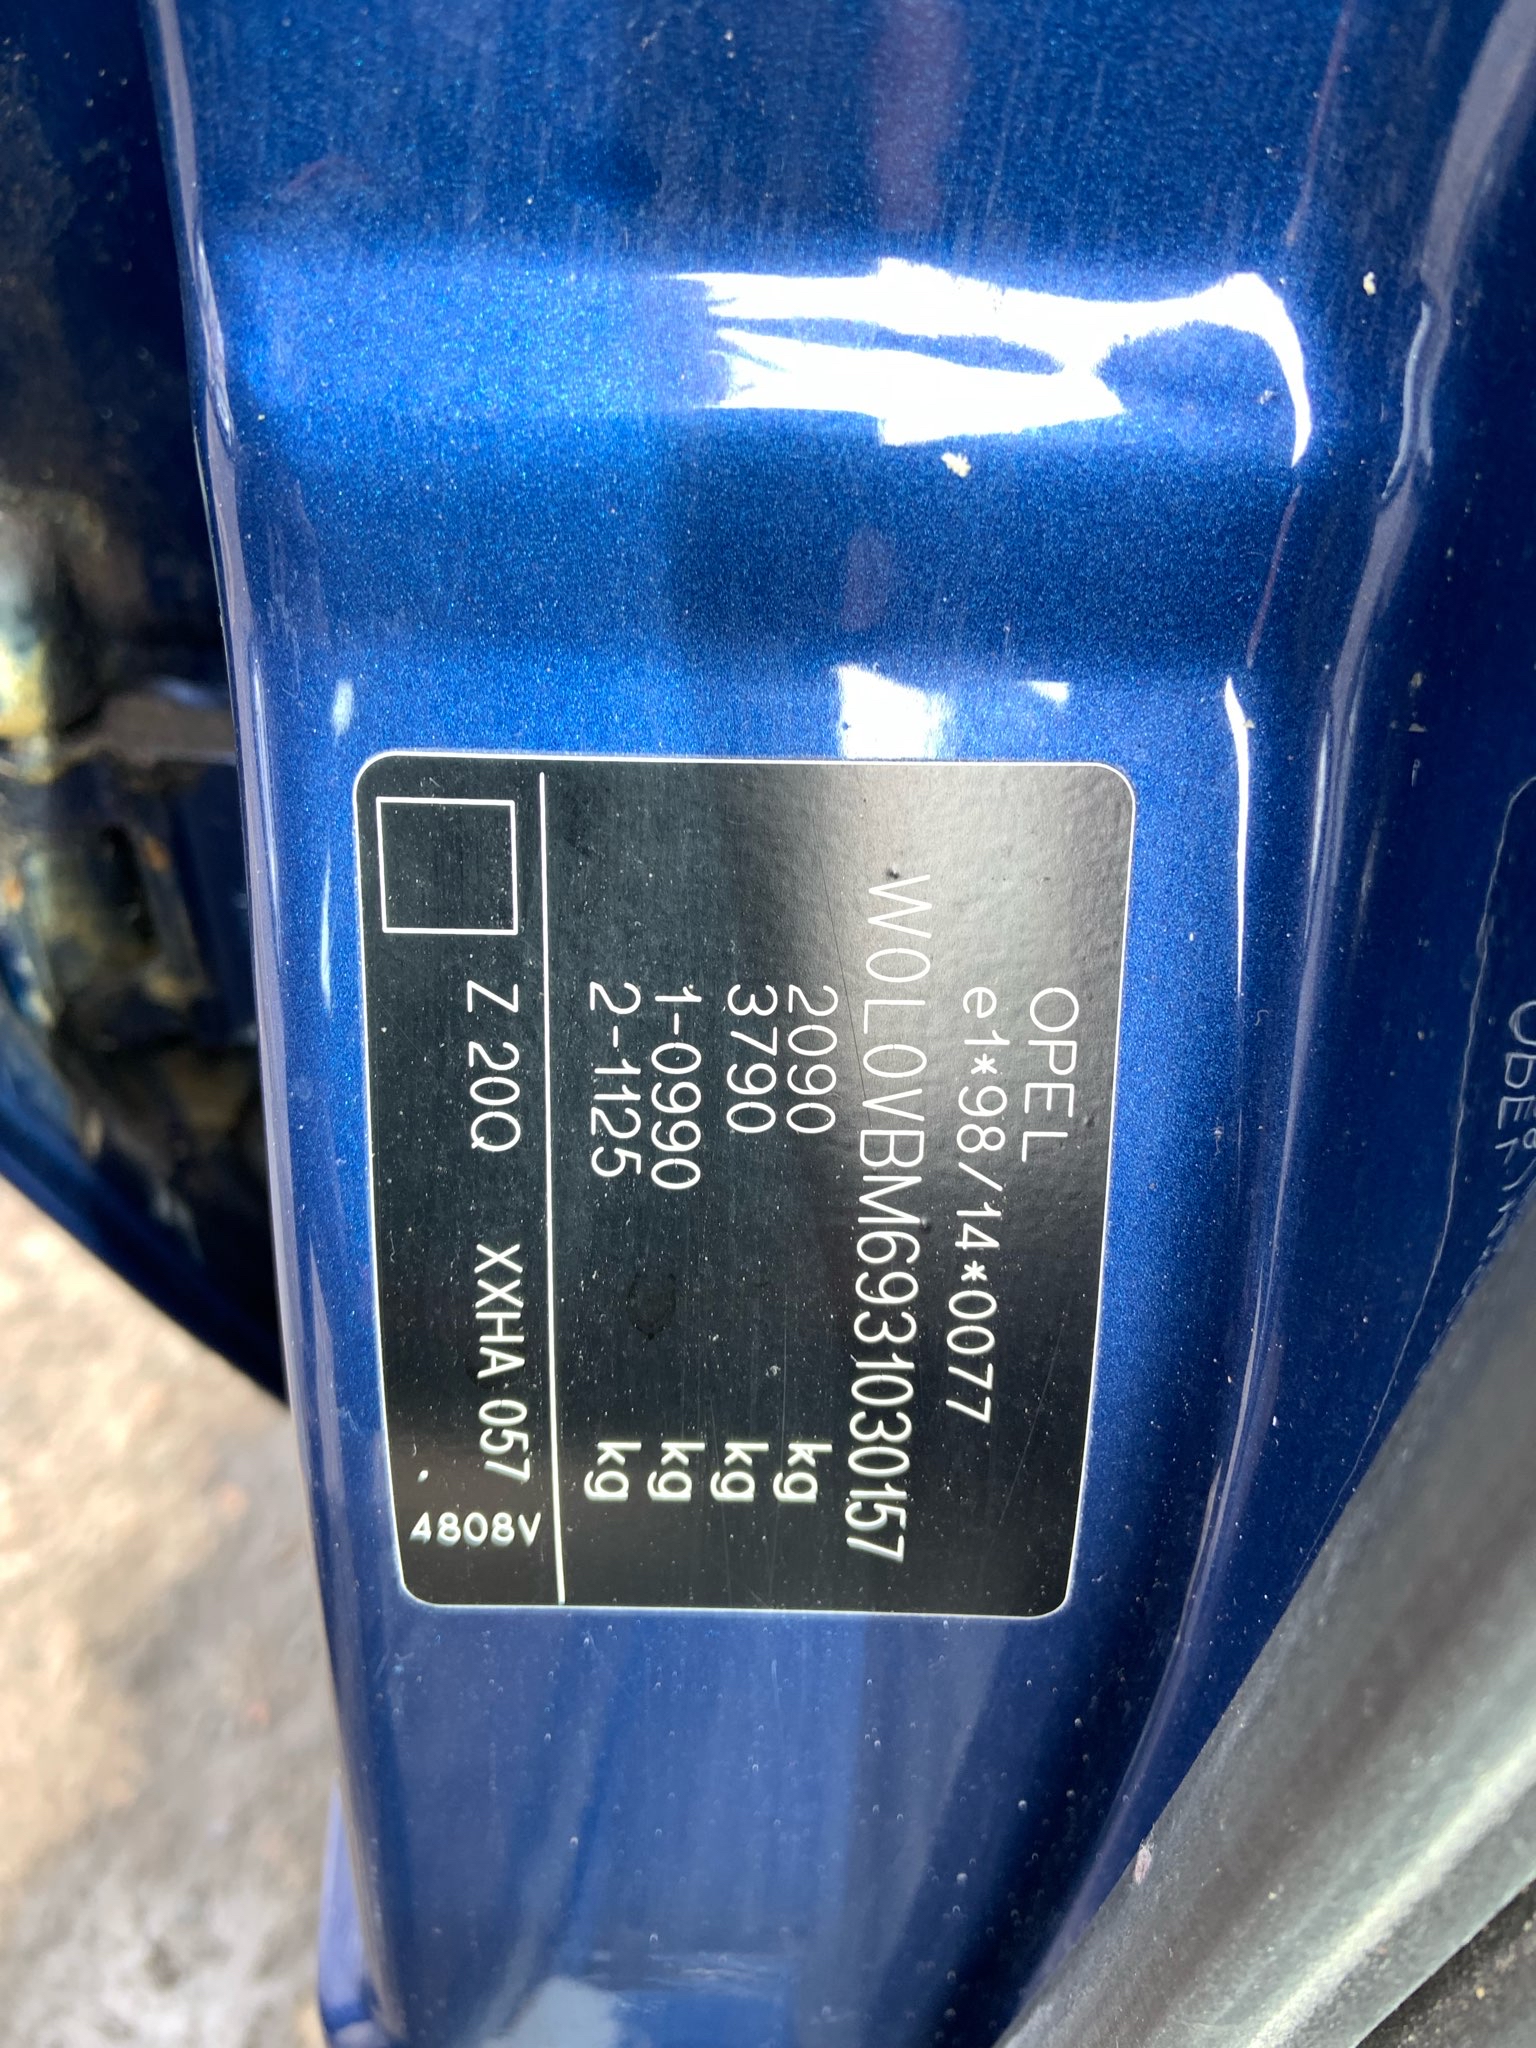 OPEL
e1*98/14*0077
W0L0VBM6931030157
2090 kg
3790 kg
1-0990 kg
2-1125 kg
Z 20Q XXHA 057 4808V